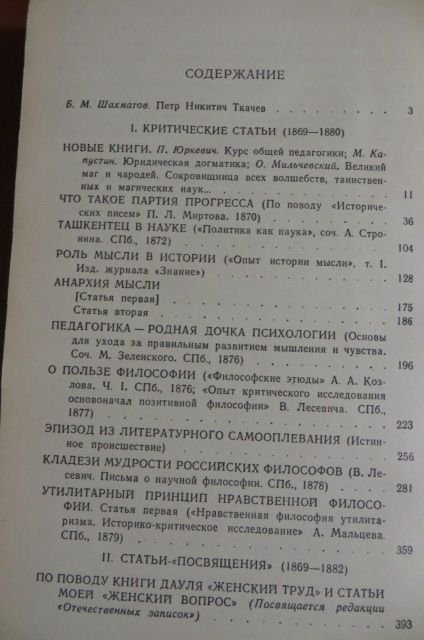 СОДЕРЖАНИЕ
Б. М. Шахматов. Петр Никитич Ткачев . . . . . . . . . 3
I. КРИТИЧЕСКИЕ СТАТЬИ (1869—1880)
НОВЫЕ КНИГИ. П. Юркевич. Курс общей педагогики; М. Ка-
пустин. Юридическая догматика; О. Мильчевский. Великий
маг и чародей. Сокровищница всех волшебств, таинствен-
ных и магических наук... . . . . . . . . . . 11
ЧТО ТАКОЕ ПАРТИЯ ПРОГРЕССА (По поводу «Историче-
ских писем» П. Л. Миртова. 1870) . . . . . . . . 36
ТАШКЕНТЕЦ В НАУКЕ («Политика как наука», соч. А. Стро-
нина. СПб., 1872) . . . . . . . . . . 104
РОЛЬ МЫСЛИ В ИСТОРИИ («Опыт истории мысли», т. I.
Изд. журнала «Знание») . . . . . . . . . 128
АНАРХИЯ МЫСЛИ
[Статья первая] . . . . . . . . . . 175
Статья вторая . . . . . . . . . . 186
ПЕДАГОГИКА — РОДНАЯ ДОЧКА ПСИХОЛОГИИ (Основы
для ухода за правильным развитием мышления и чувства.
Соч. М. Зеленского. СПб., 1876) . . . . . . . . 196
О ПОЛЬЗЕ ФИЛОСОФИИ («Философские этюды» А. А. Коз-
лова. Ч. I. СПб., 1876; «Опыт критического исследования
основоначал позитивной философии» В. Лесевича. СПб.,
1877) . . . . . . . . . . 223
ЭПИЗОД ИЗ ЛИТЕРАТУРНОГО САМООПЛЕВАНИЯ (Истин-
ное происшествие) . . . . . . . . . . 256
КЛАДЕЗИ МУДРОСТИ РОССИЙСКИХ ФИЛОСОФОВ (В. Ле-
севич. Письма о научной философии. СПб., 1878) . . . . 281
УТИЛИТАРНЫЙ ПРИНЦИП НРАВСТВЕННОЙ ФИЛОСО-
ФИИ. Статья первая («Нравственная философия утилита-
ризма. Историко-критическое исследование» А. Мальцева.
СПб., 1879) . . . . . . . . . . 359
II. СТАТЬИ-«ПОСВЯЩЕНИЯ» (1869—1882)
ПО ПОВОДУ КНИГИ ДАУЛЯ «ЖЕНСКИЙ ТРУД» И СТАТЬИ
МОЕЙ «ЖЕНСКИЙ ВОПРОС» (Посвящается редакции
«Отечественных записок») . . . . . . . . . 393